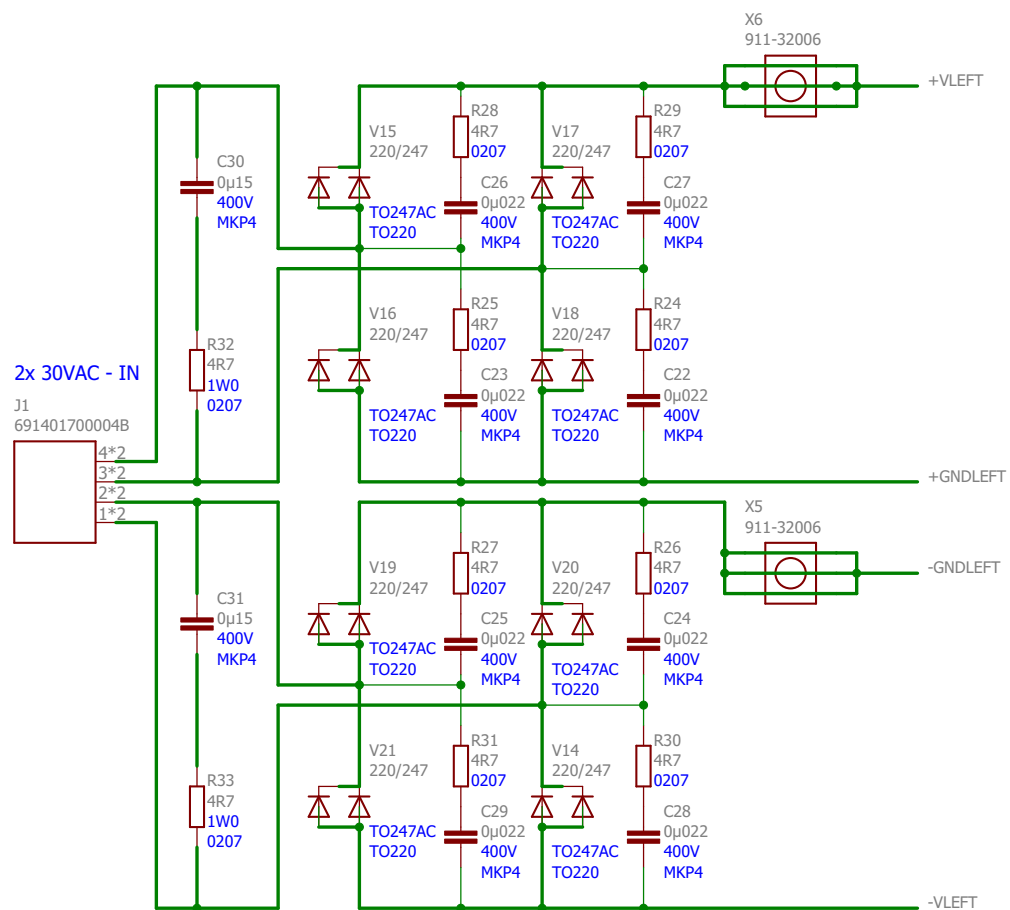 X6
911-32006
+VLEFT
R28
4R7
0207
R29
4R7
0207
V15
220/247
V17
220/247
C30
0µ15
400V
MKP4
C26
0µ022
400V
MKP4
C27
0µ022
400V
MKP4
TO247AC
TO220
TO247AC
TO220
V16
220/247
R25
4R7
0207
V18
220/247
R24
4R7
0207
R32
4R7
1W0
0207
2x 30VAC - IN
J1
691401700004B
C23
0µ022
400V
MKP4
C22
0µ022
400V
MKP4
TO247AC
TO220
TO247AC
TO220
4*2
3*2
2*2
1*2
+GNDLEFT
X5
911-32006
-GNDLEFT
R27
4R7
0207
R26
4R7
0207
V19
220/247
V20
220/247
C31
0µ15
400V
MKP4
C25
0µ022
400V
MKP4
C24
0µ022
400V
MKP4
TO247AC
TO220
TO247AC
TO220
V21
220/247
R31
4R7
0207
V14
220/247
R30
4R7
0207
R33
4R7
1W0
0207
C29
0µ022
400V
MKP4
C28
0µ022
400V
MKP4
TO247AC
TO220
TO247AC
TO220
-VLEFT